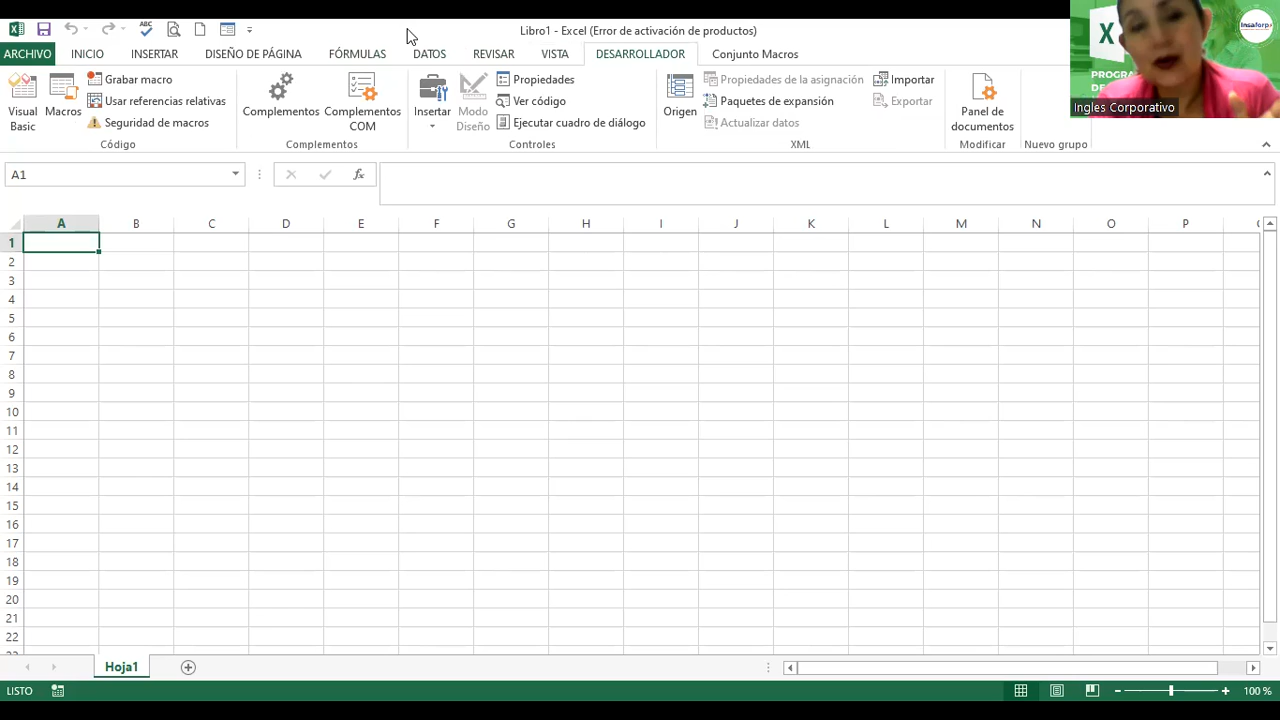 Libro1 - Excel (Error de activación de productos)
ARCHIVO INICIO INSERTAR DISEÑO DE PÁGINA FÓRMULAS DATOS REVISAR VISTA DESARROLLADOR Conjunto Macros
Visual Basic
Macros
Grabar macro
Usar referencias relativas
Seguridad de macros
Código
Complementos
Complementos COM
Complementos
Insertar
Modo Diseño
Propiedades
Ver código
Ejecutar cuadro de diálogo
Controles
Origen
Propiedades de la asignación
Paquetes de expansión
Actualizar datos
Importar
Exportar
XML
Panel de documentos
Modificar
Nuevo grupo
PROGRA
DE
Insaforp
Ingles Corporativo
A1
fx
A B C D E F G H I J K L M N O P
1
2
3
4
5
6
7
8
9
10
11
12
13
14
15
16
17
18
19
20
21
22
Hoja1
LISTO
100 %